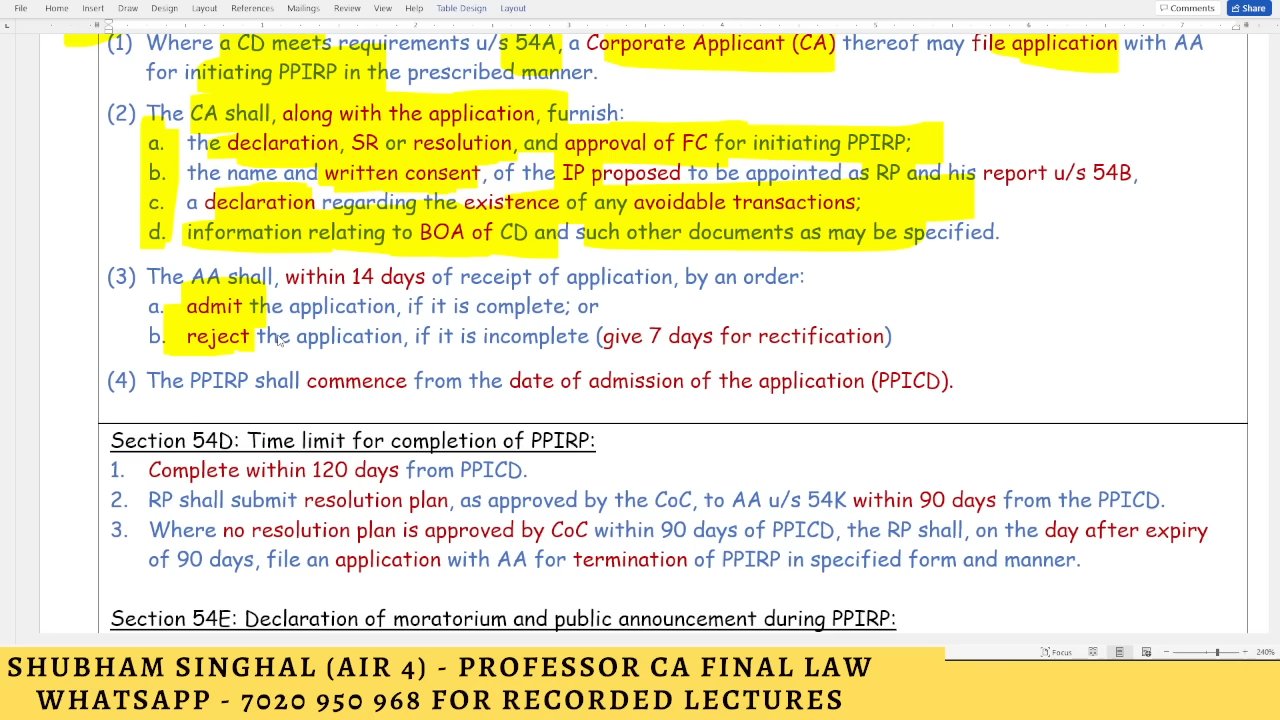 File Home Insert Draw Design Layout References Mailings Review View Help Table Design Layout Comments Share
(1) Where a CD meets requirements u/s 54A, a Corporate Applicant (CA) thereof may file application with AA
for initiating PPIRP in the prescribed manner.
(2) The CA shall, along with the application, furnish:
a. the declaration, SR or resolution, and approval of FC for initiating PPIRP;
b. the name and written consent, of the IP proposed to be appointed as RP and his report u/s 54B,
c. a declaration regarding the existence of any avoidable transactions;
d. information relating to BOA of CD and such other documents as may be specified.
(3) The AA shall, within 14 days of receipt of application, by an order:
a. admit the application, if it is complete; or
b. reject the application, if it is incomplete (give 7 days for rectification)
(4) The PPIRP shall commence from the date of admission of the application (PPICD).
Section 54D: Time limit for completion of PPIRP:
1. Complete within 120 days from PPICD.
2. RP shall submit resolution plan, as approved by the CoC, to AA u/s 54K within 90 days from the PPICD.
3. Where no resolution plan is approved by CoC within 90 days of PPICD, the RP shall, on the day after expiry
of 90 days, file an application with AA for termination of PPIRP in specified form and manner.
Section 54E: Declaration of moratorium and public announcement during PPIRP:
Focus 240%
SHUBHAM SINGHAL (AIR 4) - PROFESSOR CA FINAL LAW
WHATSAPP - 7020 950 968 FOR RECORDED LECTURES